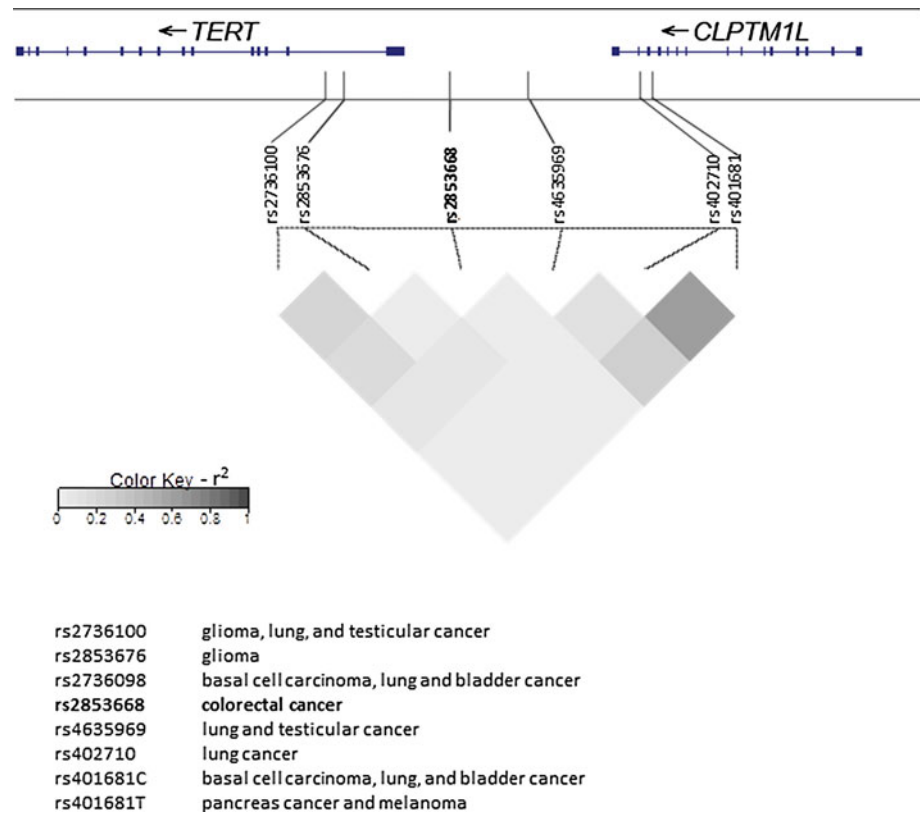 ← TERT
← CLPTM1L
rs2736100
rs2853676
rs2853668
rs4635969
rs402710
rs401681
Color Key - r²
0 0.2 0.4 0.6 0.8 1
rs2736100 glioma, lung, and testicular cancer
rs2853676 glioma
rs2736098 basal cell carcinoma, lung and bladder cancer
rs2853668 colorectal cancer
rs4635969 lung and testicular cancer
rs402710 lung cancer
rs401681C basal cell carcinoma, lung, and bladder cancer
rs401681T pancreas cancer and melanoma